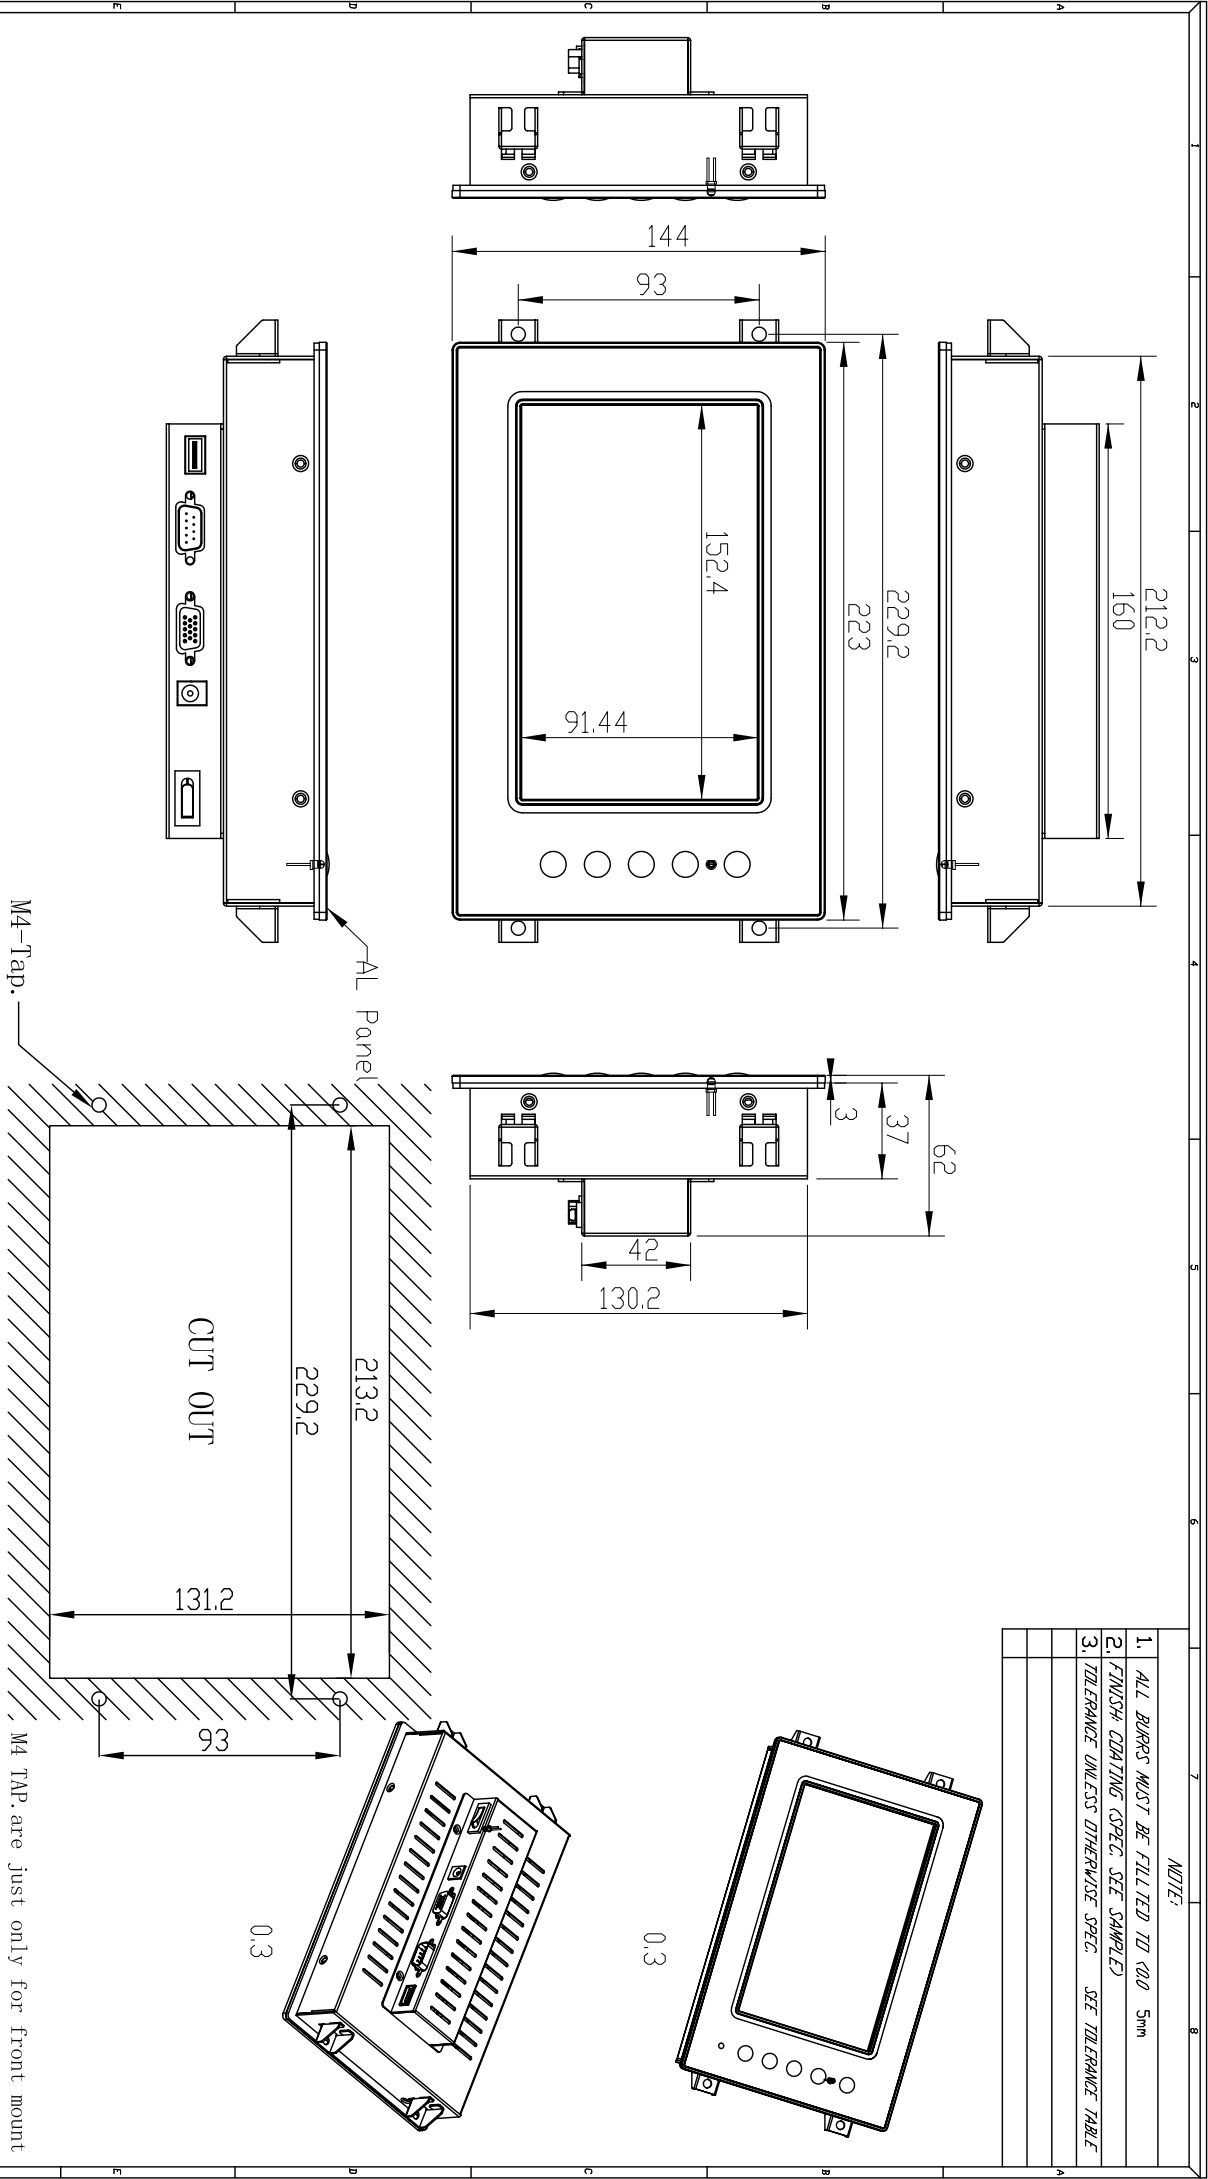 NOTE:
1. ALL BURRS MUST BE FILLTED TO <0.0 5mm
2. FINISH: COATING (SPEC. SEE SAMPLE)
3. TOLERANCE UNLESS OTHERWISE SPEC. SEE TOLERANCE TABLE
1
2
3
4
5
6
7
8
A
B
C
D
E
A
B
C
D
E
212.2
160
229.2
223
152.4
91.44
144
93
AL Panel
M4-Tap.
62
37
3
42
130.2
213.2
229.2
CUT OUT
131.2
93
0.3
0.3
M4 TAP.are just only for front mount